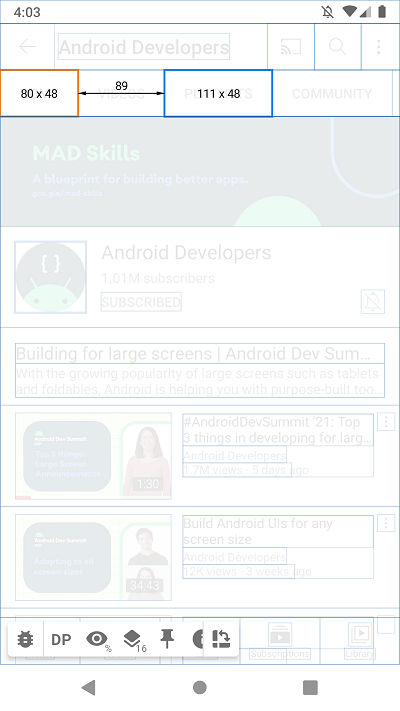 4:03
Android Developers
80 x 48
89
VIDEOS
111 x 48
COMMUNITY
MAD Skills
A blueprint for building better apps.
Android Developers
1.01M subscribers
SUBSCRIBED
Building for large screens | Android Dev Sum...
With the growing popularity of large screens such as tablets
and foldables, Android is helping you with purpose-built too...
Android Dev Summit
Top 3 things:
Large Screens
Announcements
1:30
#AndroidDevSummit '21: Top
3 things in developing for larg...
Android Developers
1.7M views · 5 days ago
Android Dev Summit
Adapting to all
screen sizes
34:43
Build Android UIs for any
screen size
Android Developers
12K views · 3 weeks ago
DP
%
16
Subscriptions
Library